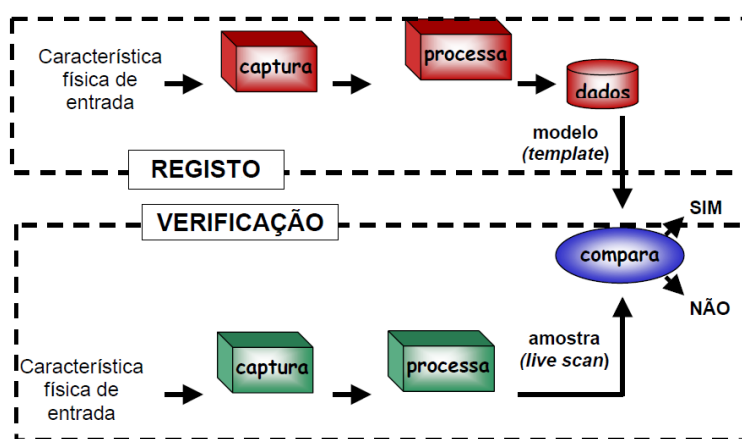 Característica
física de
entrada
captura
processa
dados
modelo
(template)
REGISTO
VERIFICAÇÃO
SIM
compara
NÃO
Característica
física de
entrada
captura
processa
amostra
(live scan)